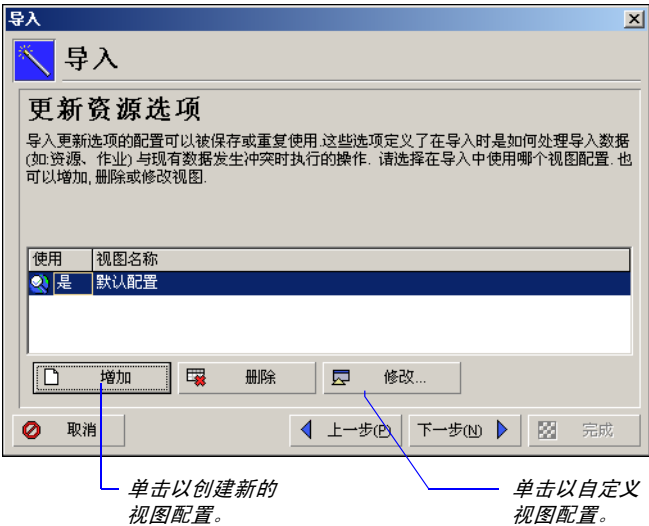 导入
导入
更新资源选项
导入更新选项的配置可以被保存或重复使用.这些选项定义了在导入时是如何处理导入数据
(如:资源、作业) 与现有数据发生冲突时执行的操作. 请选择在导入中使用哪个视图配置. 也
可以增加, 删除或修改视图.
使用 视图名称
是 默认配置
增加 删除 修改...
取消 上一步(P) 下一步(N) 完成
单击以创建新的 单击以自定义
视图配置。 视图配置。